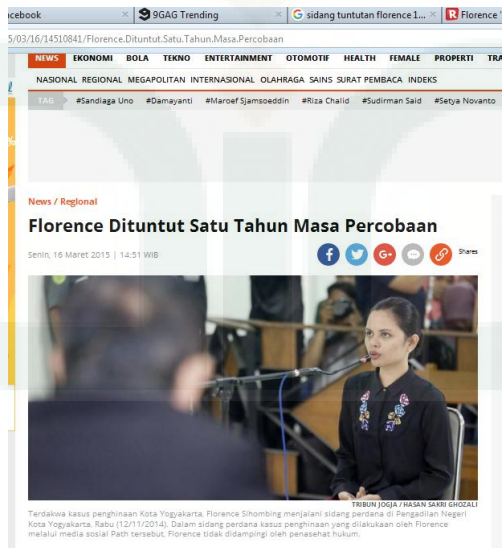 acebook
9GAG Trending
sidang tuntutan florence 1...
Florence
5/03/16/14510841/Florence.Dituntut.Satu.Tahun.Masa.Percobaan
NEWS EKONOMI BOLA TEKNO ENTERTAINMENT OTOMOTIF HEALTH FEMALE PROPERTI TRA
NASIONAL REGIONAL MEGAPOLITAN INTERNASIONAL OLAHRAGA SAINS SURAT PEMBACA INDEKS
TAG #Sandiaga Uno #Damayanti #Maroef Sjamsoeddin #Riza Chalid #Sudirman Said #Setya Novanto
News / Regional
Florence Dituntut Satu Tahun Masa Percobaan
Senin, 16 Maret 2015 | 14:51 WIB
Shares
TRIBUN JOGJA / HASAN SAKRI GHOZALI
Terdakwa kasus penghinaan Kota Yogyakarta, Florence Sihombing menjalani sidang perdana di Pengadilan Negeri
Kota Yogyakarta, Rabu (12/11/2014). Dalam sidang perdana kasus penghinaan yang dilakukan oleh Florence
melalui media sosial Path tersebut, Florence tidak didampingi oleh penasehat hukum.